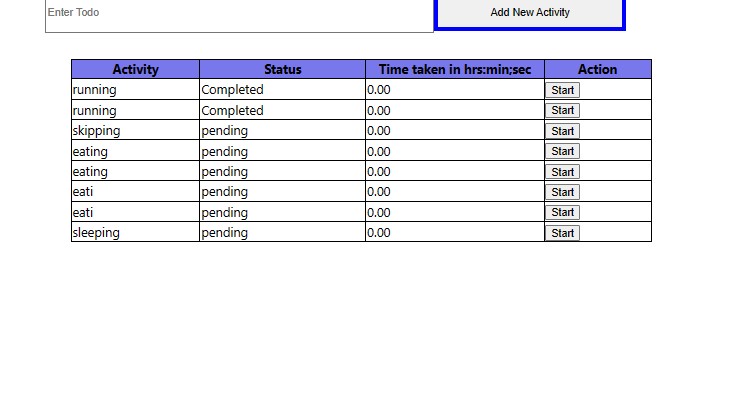 Enter Todo Add New Activity
Activity Status Time taken in hrs:min;sec Action
running Completed 0.00 Start
running Completed 0.00 Start
skipping pending 0.00 Start
eating pending 0.00 Start
eating pending 0.00 Start
eati pending 0.00 Start
eati pending 0.00 Start
sleeping pending 0.00 Start